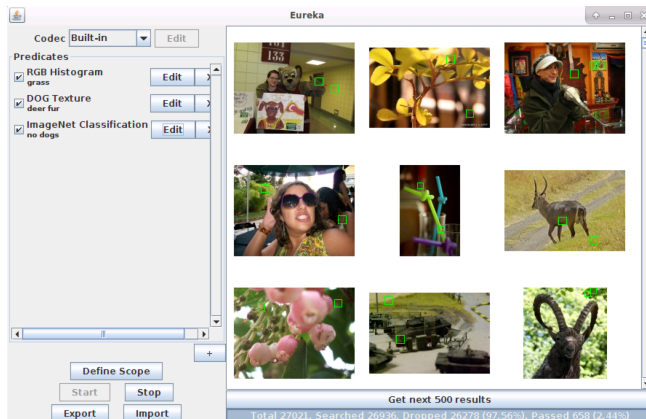 Eureka
Codec Built-in Edit
Predicates
RGB Histogram
grass
Edit X
DOG Texture
deer fur
Edit
ImageNet Classification
no dogs
Edit
+
Define Scope
Start Stop
Export Import
Get next 500 results
Total 27021, Searched 26936, Dropped 26278 (97.56%), Passed 658 (2.44%)